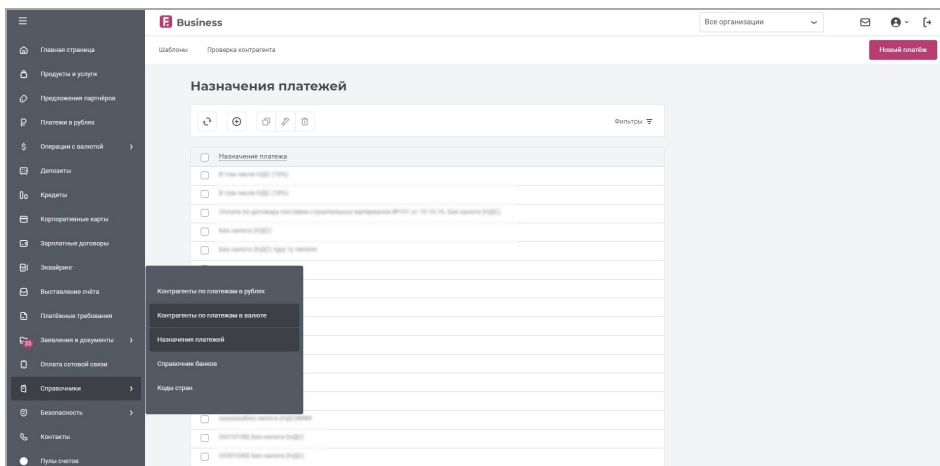 Business
Все организации
Шаблоны
Проверка контрагента
Новый платёж
Главная страница
Продукты и услуги
Предложения партнёров
Платежи в рублях
Операции с валютой
Депозиты
Кредиты
Корпоративные карты
Зарплатные договоры
Эквайринг
Выставление счёта
Платёжные требования
35
Заявления и документы
Оплата сотовой связи
Справочники
Безопасность
Контакты
Пулы счетов
Контрагенты по платежам в рублях
Контрагенты по платежам в валюте
Назначения платежей
Справочник банков
Коды стран
Назначения платежей
Фильтры
Назначение платежа